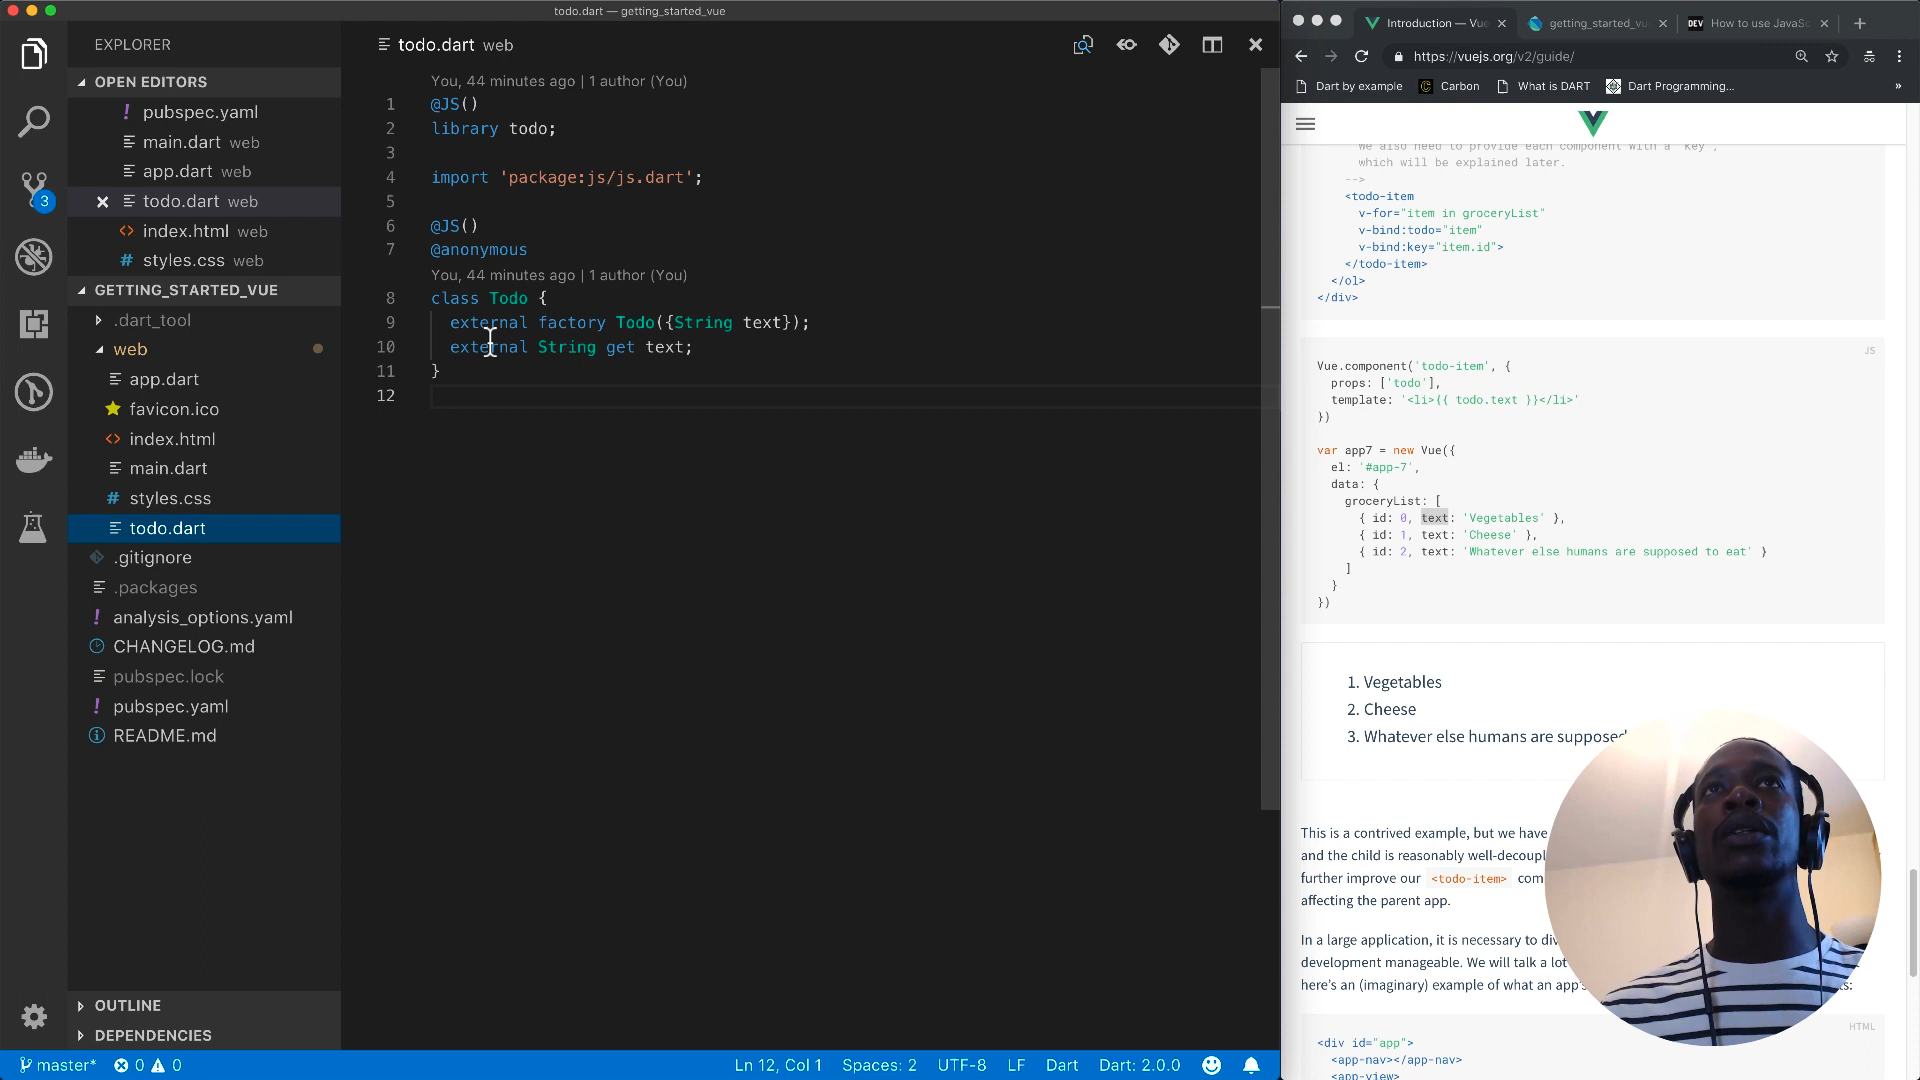 todo.dart — getting_started_vue
EXPLORER
OPEN EDITORS
pubspec.yaml
main.dart web
app.dart web
todo.dart web
index.html web
styles.css web
GETTING_STARTED_VUE
.dart_tool
web
app.dart
favicon.ico
index.html
main.dart
styles.css
todo.dart
.gitignore
.packages
analysis_options.yaml
CHANGELOG.md
pubspec.lock
pubspec.yaml
README.md
OUTLINE
DEPENDENCIES
3
todo.dart web
You, 44 minutes ago | 1 author (You)
1 @JS()
2 library todo;
3
4 import 'package:js/js.dart';
5
6 @JS()
7 @anonymous
You, 44 minutes ago | 1 author (You)
8 class Todo {
9 external factory Todo({String text});
10 external String get text;
11 }
12
master* 0 0
Ln 12, Col 1 Spaces: 2 UTF-8 LF Dart Dart: 2.0.0
Introduction — Vue
getting_started_vu
DEV How to use JavaSc
https://vuejs.org/v2/guide/
Dart by example
Carbon
What is DART
Dart Programming...
»
We also need to provide each component with a "key",
which will be explained later.
-->
<todo-item
v-for="item in groceryList"
v-bind:todo="item"
v-bind:key="item.id">
</todo-item>
</ol>
</div>
JS
Vue.component('todo-item', {
props: ['todo'],
template: '<li>{{ todo.text }}</li>'
})
var app7 = new Vue({
el: '#app-7',
data: {
groceryList: [
{ id: 0, text: 'Vegetables' },
{ id: 1, text: 'Cheese' },
{ id: 2, text: 'Whatever else humans are supposed to eat' }
]
}
})
1. Vegetables
2. Cheese
3. Whatever else humans are supposed
This is a contrived example, but we have
and the child is reasonably well-decoupl
further improve our <todo-item> com
affecting the parent app.
In a large application, it is necessary to div
development manageable. We will talk a lot
here's an (imaginary) example of what an app's
ts:
HTML
<div id="app">
<app-nav></app-nav>
<app-view>